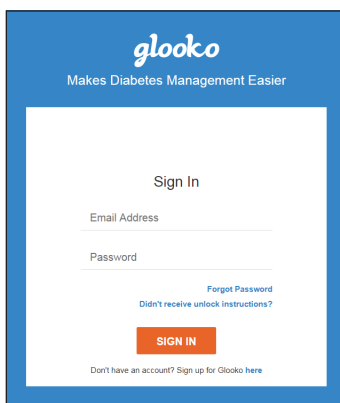 glooko
Makes Diabetes Management Easier
Sign In
Email Address
Password
Forgot Password
Didn't receive unlock instructions?
SIGN IN
Don't have an account? Sign up for Glooko here